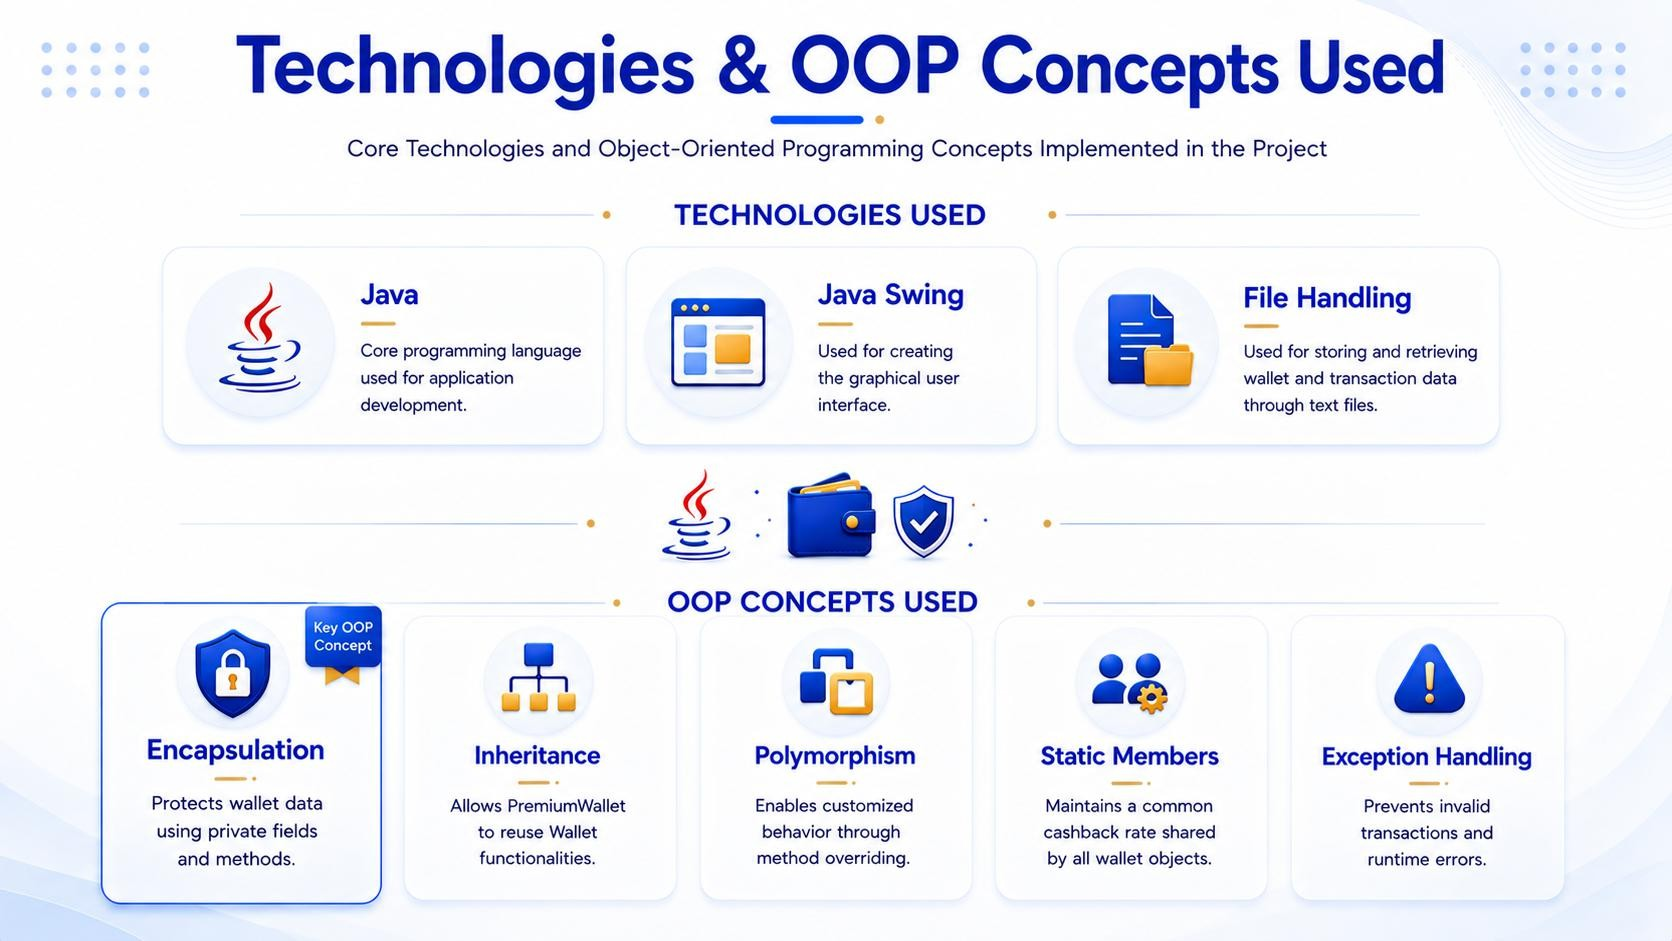 Technologies & OOP Concepts Used
Core Technologies and Object-Oriented Programming Concepts Implemented in the Project
TECHNOLOGIES USED
Java
Core programming language
used for application
development.
Java Swing
Used for creating
the graphical user
interface.
File Handling
Used for storing and retrieving
wallet and transaction data
through text files.
OOP CONCEPTS USED
Key OOP
Concept
Encapsulation
Protects wallet data
using private fields
and methods.
Inheritance
Allows PremiumWallet
to reuse Wallet
functionalities.
Polymorphism
Enables customized
behavior through
method overriding.
Static Members
Maintains a common
cashback rate shared
by all wallet objects.
Exception Handling
Prevents invalid
transactions and
runtime errors.